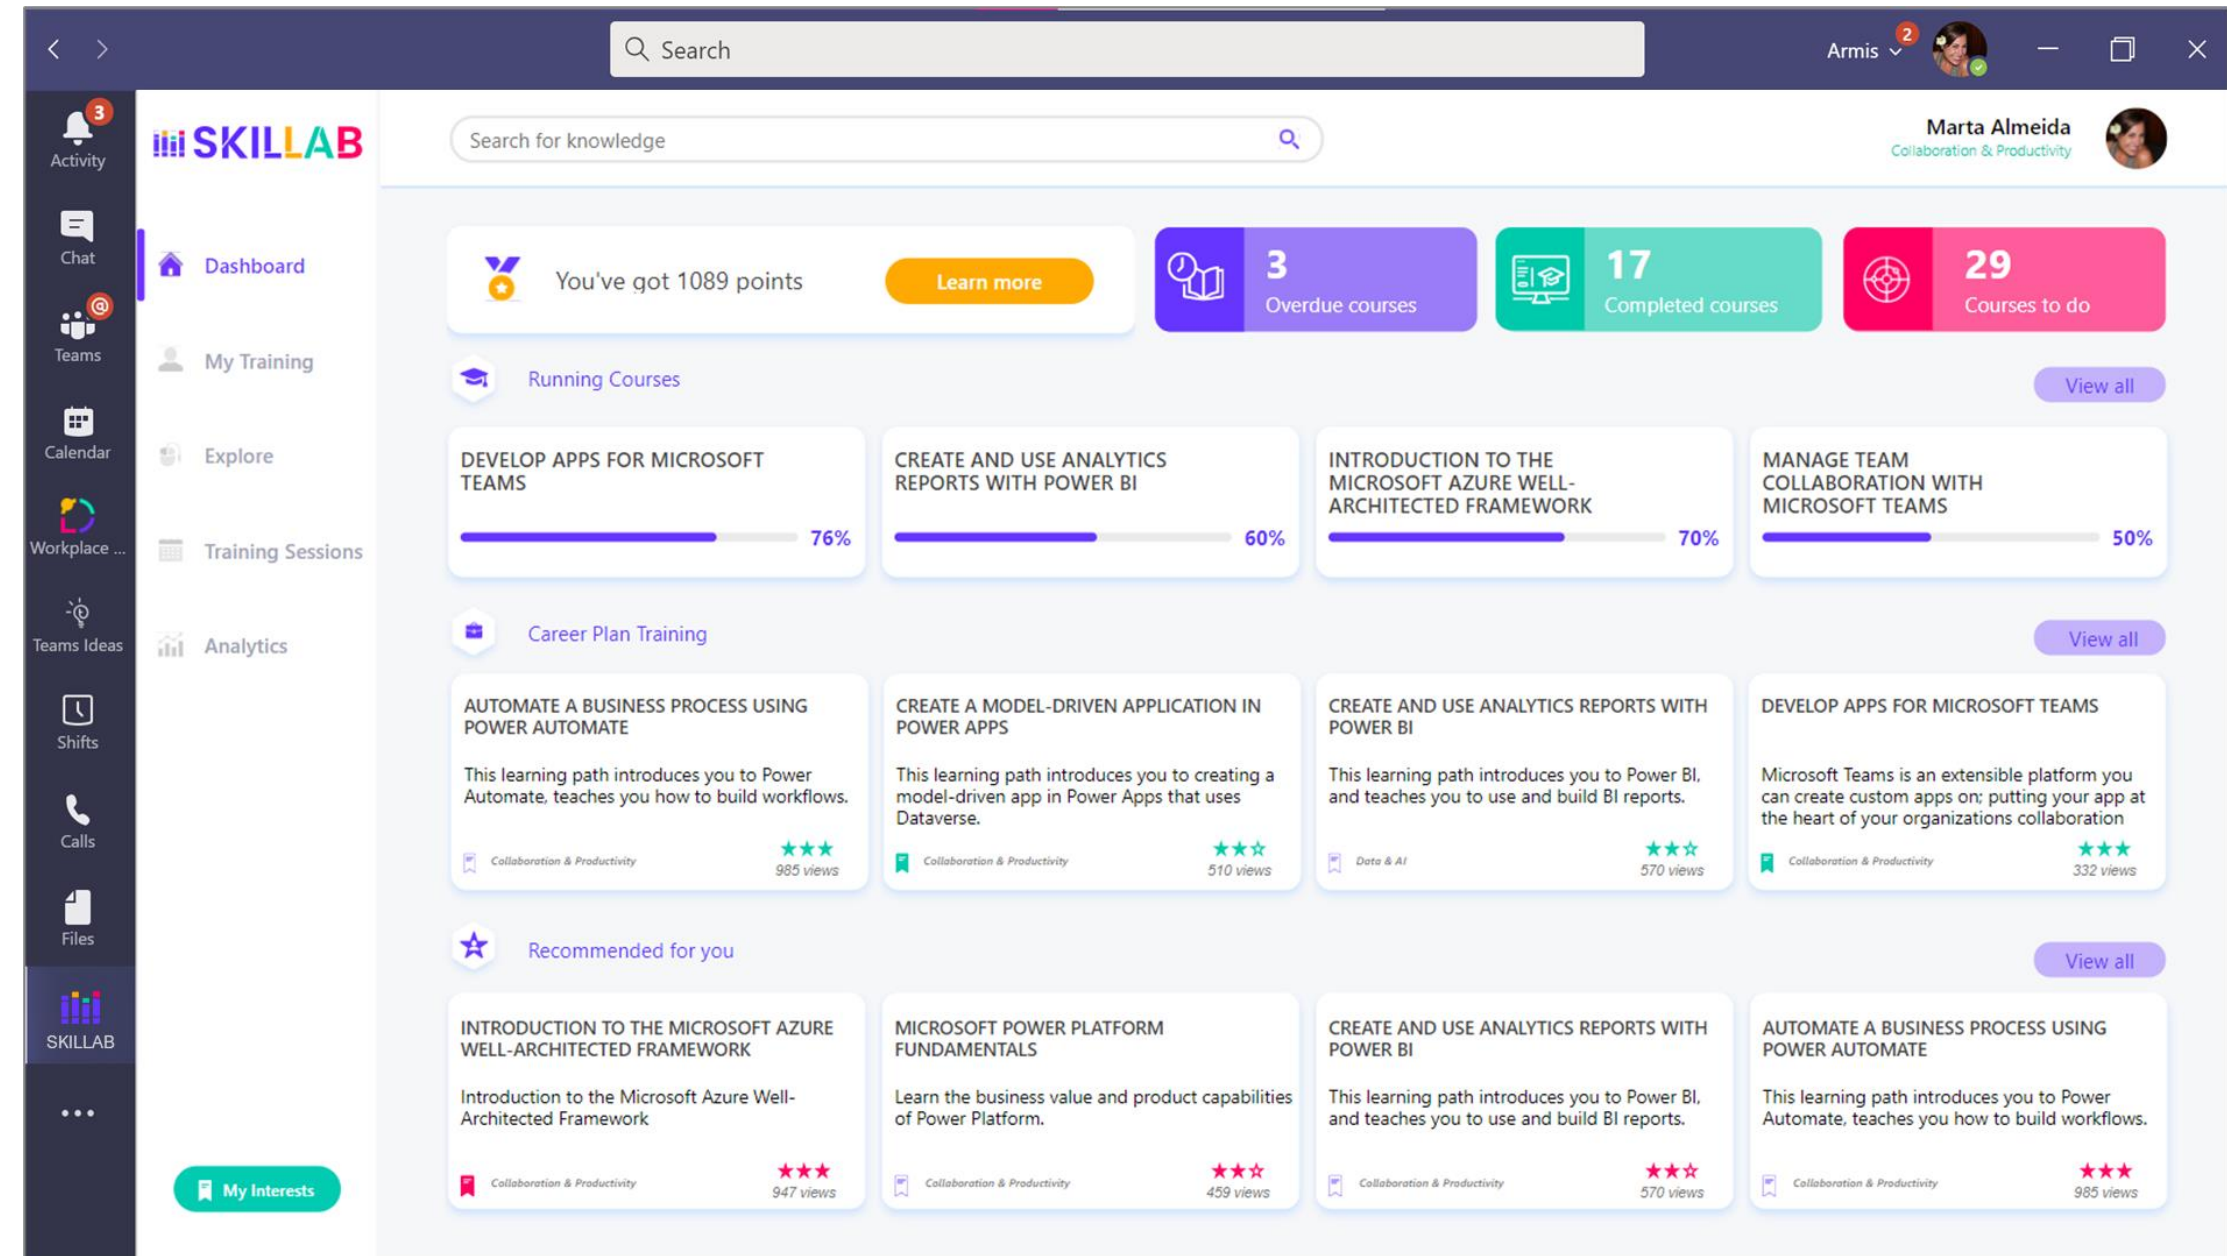 Search
Armis
2
3
Activity
Chat
@
Teams
Calendar
Workplace ...
Teams Ideas
Shifts
Calls
Files
SKILLAB
SKILLAB
Dashboard
My Training
Explore
Training Sessions
Analytics
My Interests
Search for knowledge
Marta Almeida
Collaboration & Productivity
You've got 1089 points
Learn more
3
Overdue courses
17
Completed courses
29
Courses to do
Running Courses
View all
DEVELOP APPS FOR MICROSOFT
TEAMS
76%
CREATE AND USE ANALYTICS
REPORTS WITH POWER BI
60%
INTRODUCTION TO THE
MICROSOFT AZURE WELL-
ARCHITECTED FRAMEWORK
70%
MANAGE TEAM
COLLABORATION WITH
MICROSOFT TEAMS
50%
Career Plan Training
View all
AUTOMATE A BUSINESS PROCESS USING
POWER AUTOMATE
This learning path introduces you to Power
Automate, teaches you how to build workflows.
Collaboration & Productivity
985 views
CREATE A MODEL-DRIVEN APPLICATION IN
POWER APPS
This learning path introduces you to creating a
model-driven app in Power Apps that uses
Dataverse.
Collaboration & Productivity
510 views
CREATE AND USE ANALYTICS REPORTS WITH
POWER BI
This learning path introduces you to Power BI,
and teaches you to use and build BI reports.
Data & AI
570 views
DEVELOP APPS FOR MICROSOFT TEAMS
Microsoft Teams is an extensible platform you
can create custom apps on; putting your app at
the heart of your organizations collaboration
Collaboration & Productivity
332 views
Recommended for you
View all
INTRODUCTION TO THE MICROSOFT AZURE
WELL-ARCHITECTED FRAMEWORK
Introduction to the Microsoft Azure Well-
Architected Framework
Collaboration & Productivity
947 views
MICROSOFT POWER PLATFORM
FUNDAMENTALS
Learn the business value and product capabilities
of Power Platform.
Collaboration & Productivity
459 views
CREATE AND USE ANALYTICS REPORTS WITH
POWER BI
This learning path introduces you to Power BI,
and teaches you to use and build BI reports.
Collaboration & Productivity
570 views
AUTOMATE A BUSINESS PROCESS USING
POWER AUTOMATE
This learning path introduces you to Power
Automate, teaches you how to build workflows.
Collaboration & Productivity
985 views